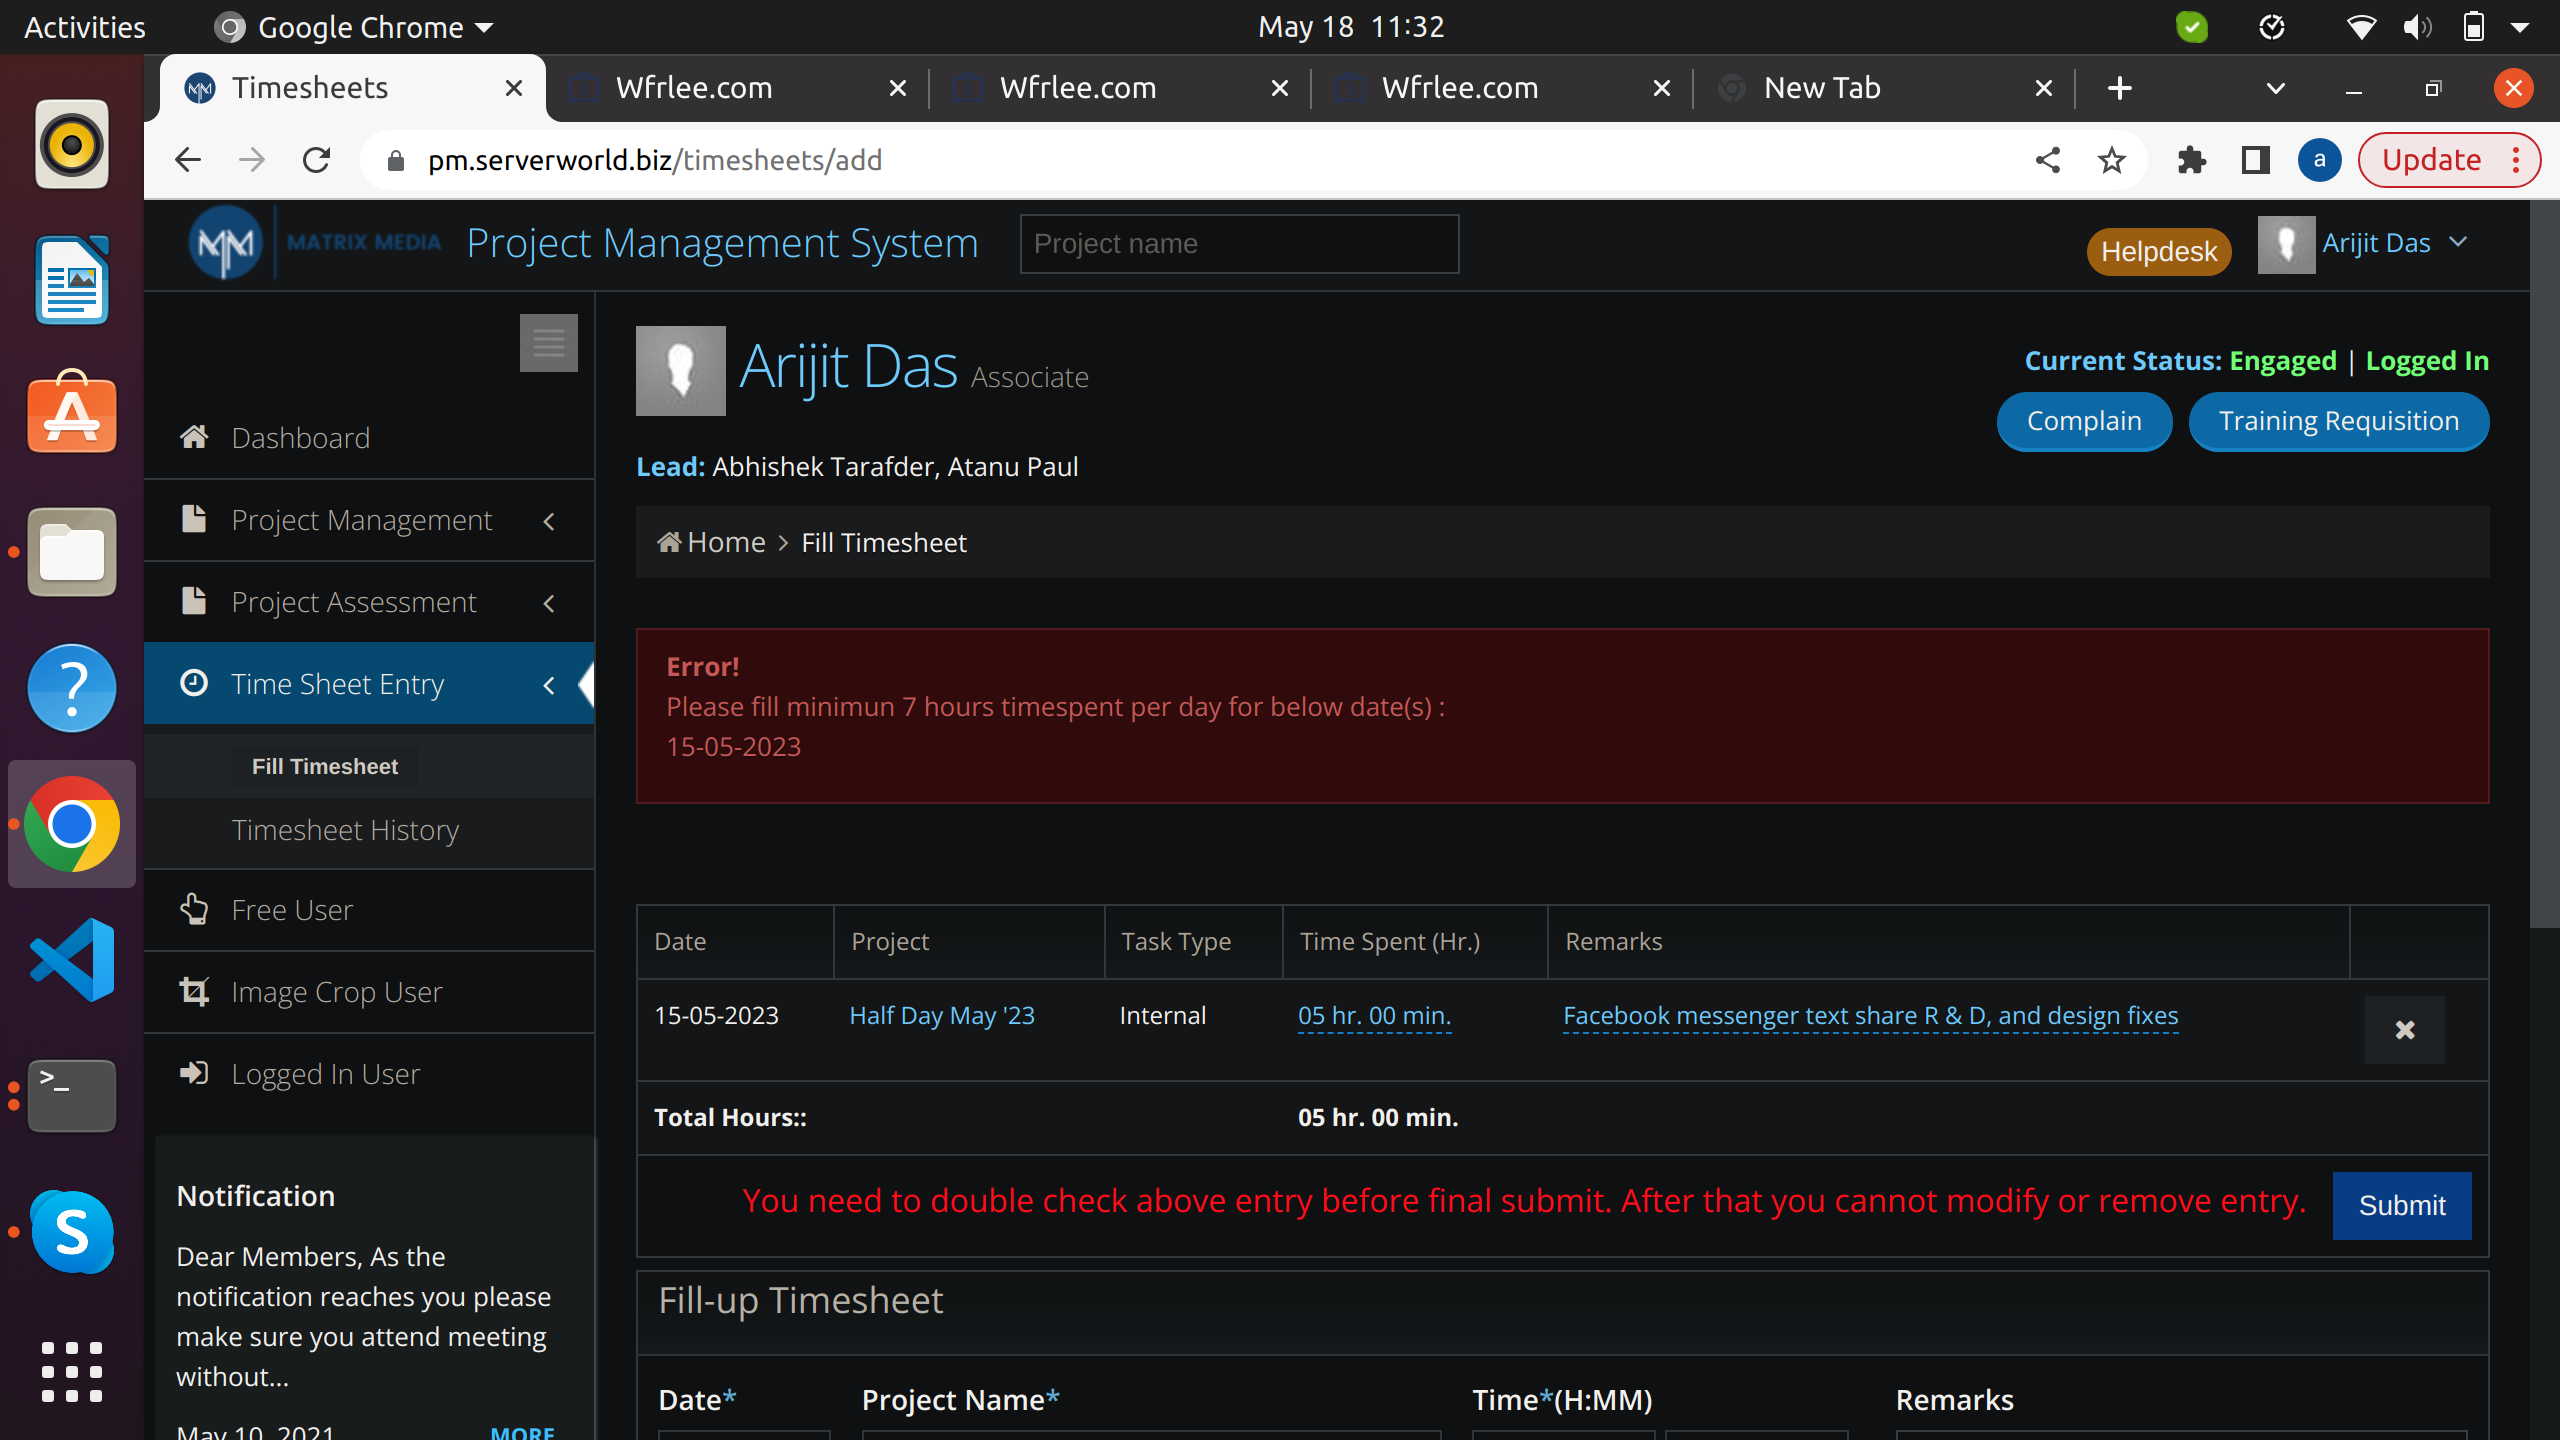 Activities
Google Chrome
May 18 11:32
Timesheets
Wfrlee.com
Wfrlee.com
Wfrlee.com
New Tab
pm.serverworld.biz/timesheets/add
a
Update
MM MATRIX MEDIA
Project Management System
Project name
Helpdesk
Arijit Das
Arijit Das Associate
Current Status: Engaged | Logged In
Complain
Training Requisition
Lead: Abhishek Tarafder, Atanu Paul
Home > Fill Timesheet
Dashboard
Project Management
Project Assessment
Time Sheet Entry
Fill Timesheet
Timesheet History
Free User
Image Crop User
Logged In User
Notification
Dear Members, As the
notification reaches you please
make sure you attend meeting
without...
May 10, 2021
MORE
Error!
Please fill minimun 7 hours timespent per day for below date(s) :
15-05-2023
Date Project Task Type Time Spent (Hr.) Remarks
15-05-2023 Half Day May '23 Internal 05 hr. 00 min. Facebook messenger text share R & D, and design fixes
Total Hours:: 05 hr. 00 min.
You need to double check above entry before final submit. After that you cannot modify or remove entry.
Submit
Fill-up Timesheet
Date* Project Name* Time*(H:MM) Remarks